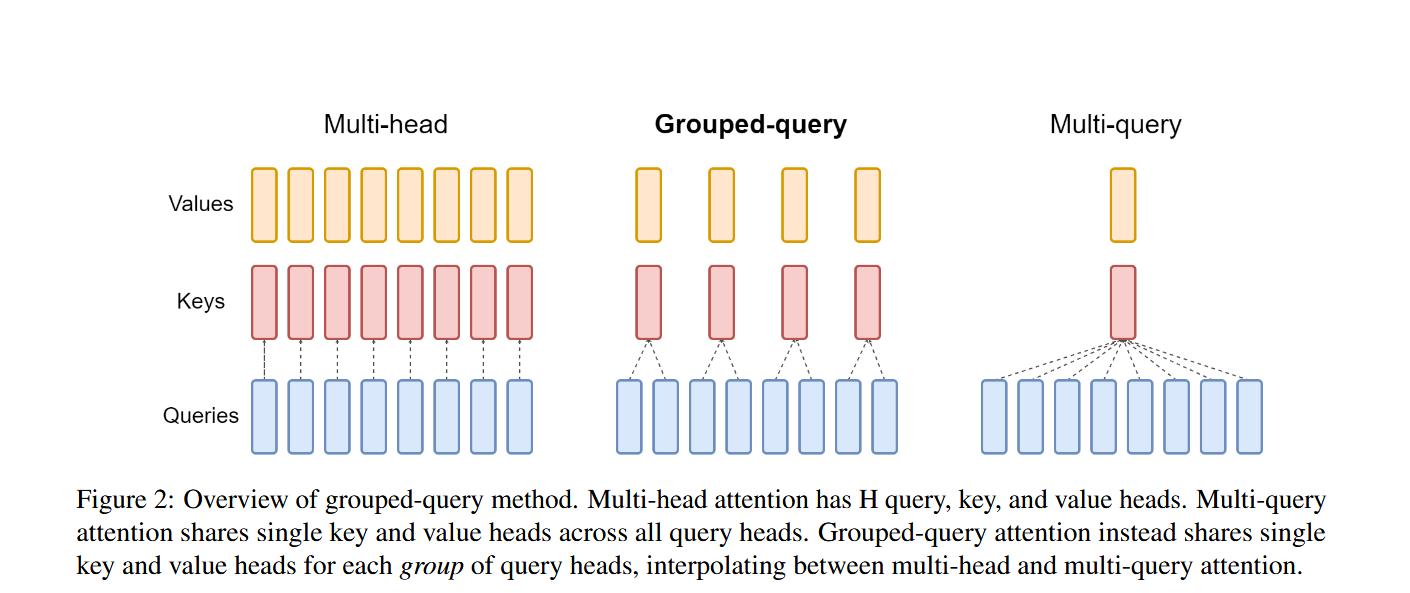 Multi-head Grouped-query Multi-query
Values
Keys
Queries
Figure 2: Overview of grouped-query method. Multi-head attention has H query, key, and value heads. Multi-query
attention shares single key and value heads across all query heads. Grouped-query attention instead shares single
key and value heads for each group of query heads, interpolating between multi-head and multi-query attention.